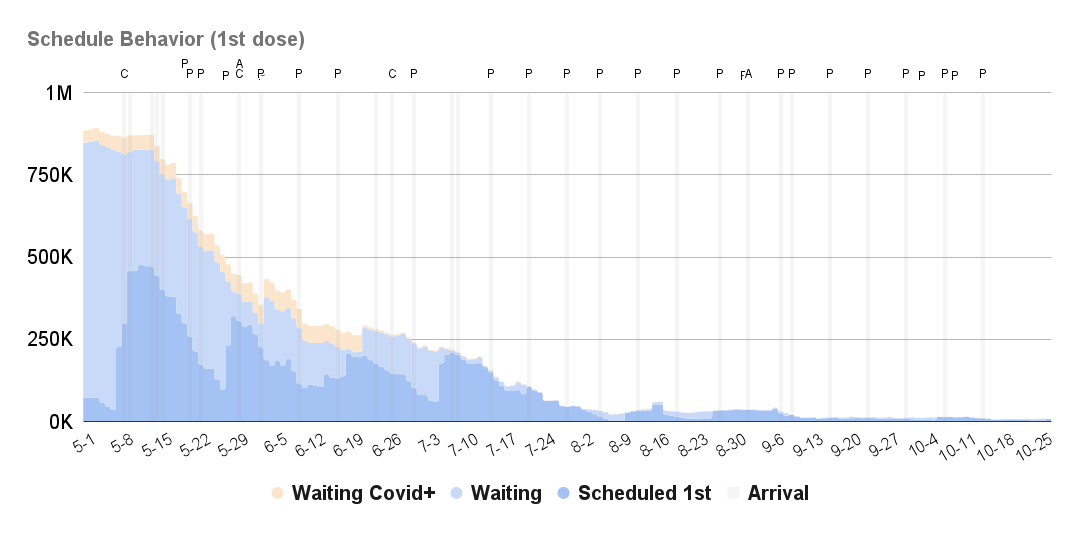 Schedule Behavior (1st dose)
C P P P P A C P P P C P P P P P P P P P A P P P P P P P P P
1M
750K
500K
250K
0K
5-1 5-8 5-15 5-22 5-29 6-5 6-12 6-19 6-26 7-3 7-10 7-17 7-24 8-2 8-9 8-16 8-23 8-30 9-6 9-13 9-20 9-27 10-4 10-11 10-18 10-25
Waiting Covid+ Waiting Scheduled 1st Arrival